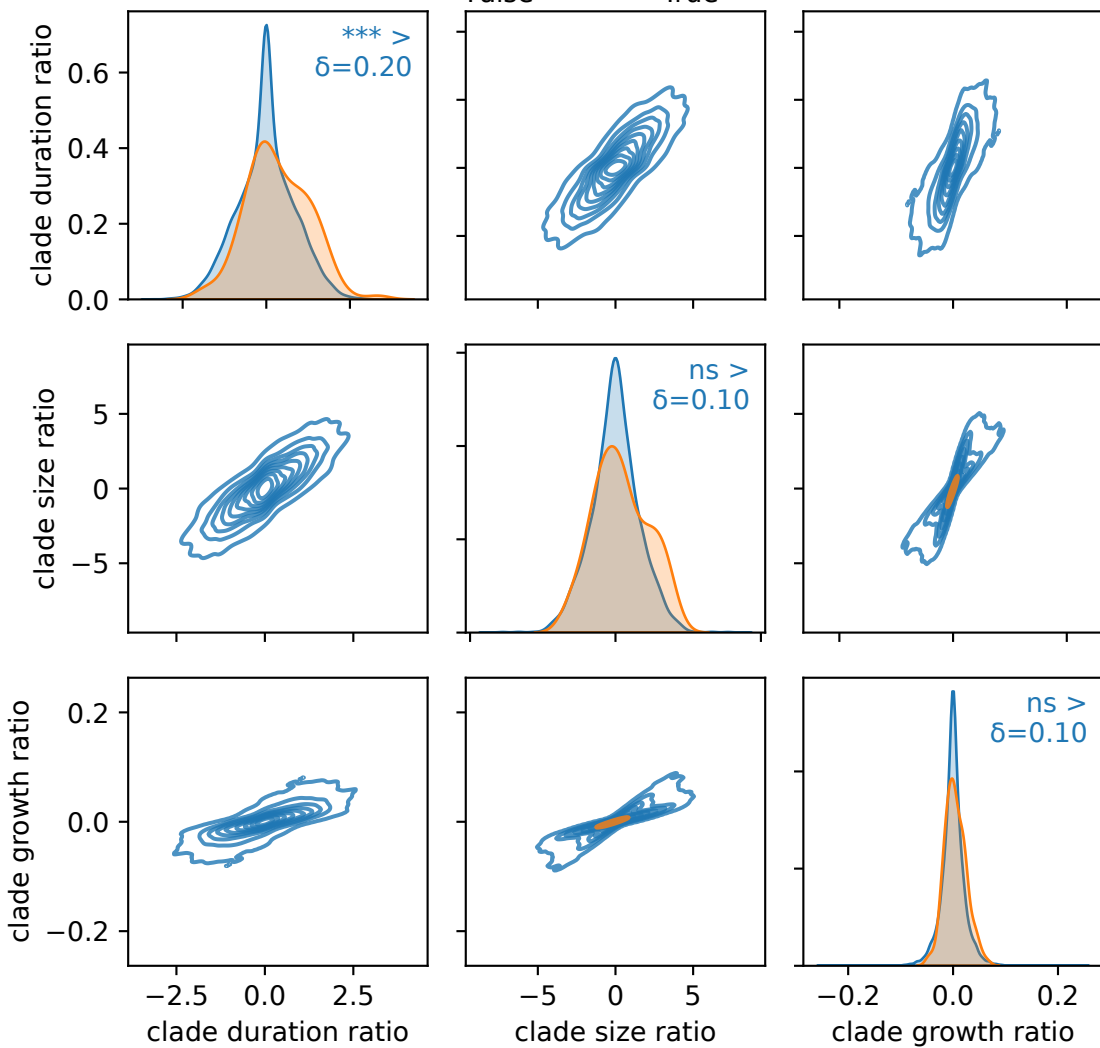 True
*** >
δ=0.20
clade duration ratio
0.6
0.4
0.2
0.0
ns >
δ=0.10
clade size ratio
5
0
−5
ns >
δ=0.10
clade growth ratio
0.2
0.0
−0.2
−2.5 0.0 2.5
−5 0 5
−0.2 0.0 0.2
clade duration ratio
clade size ratio
clade growth ratio